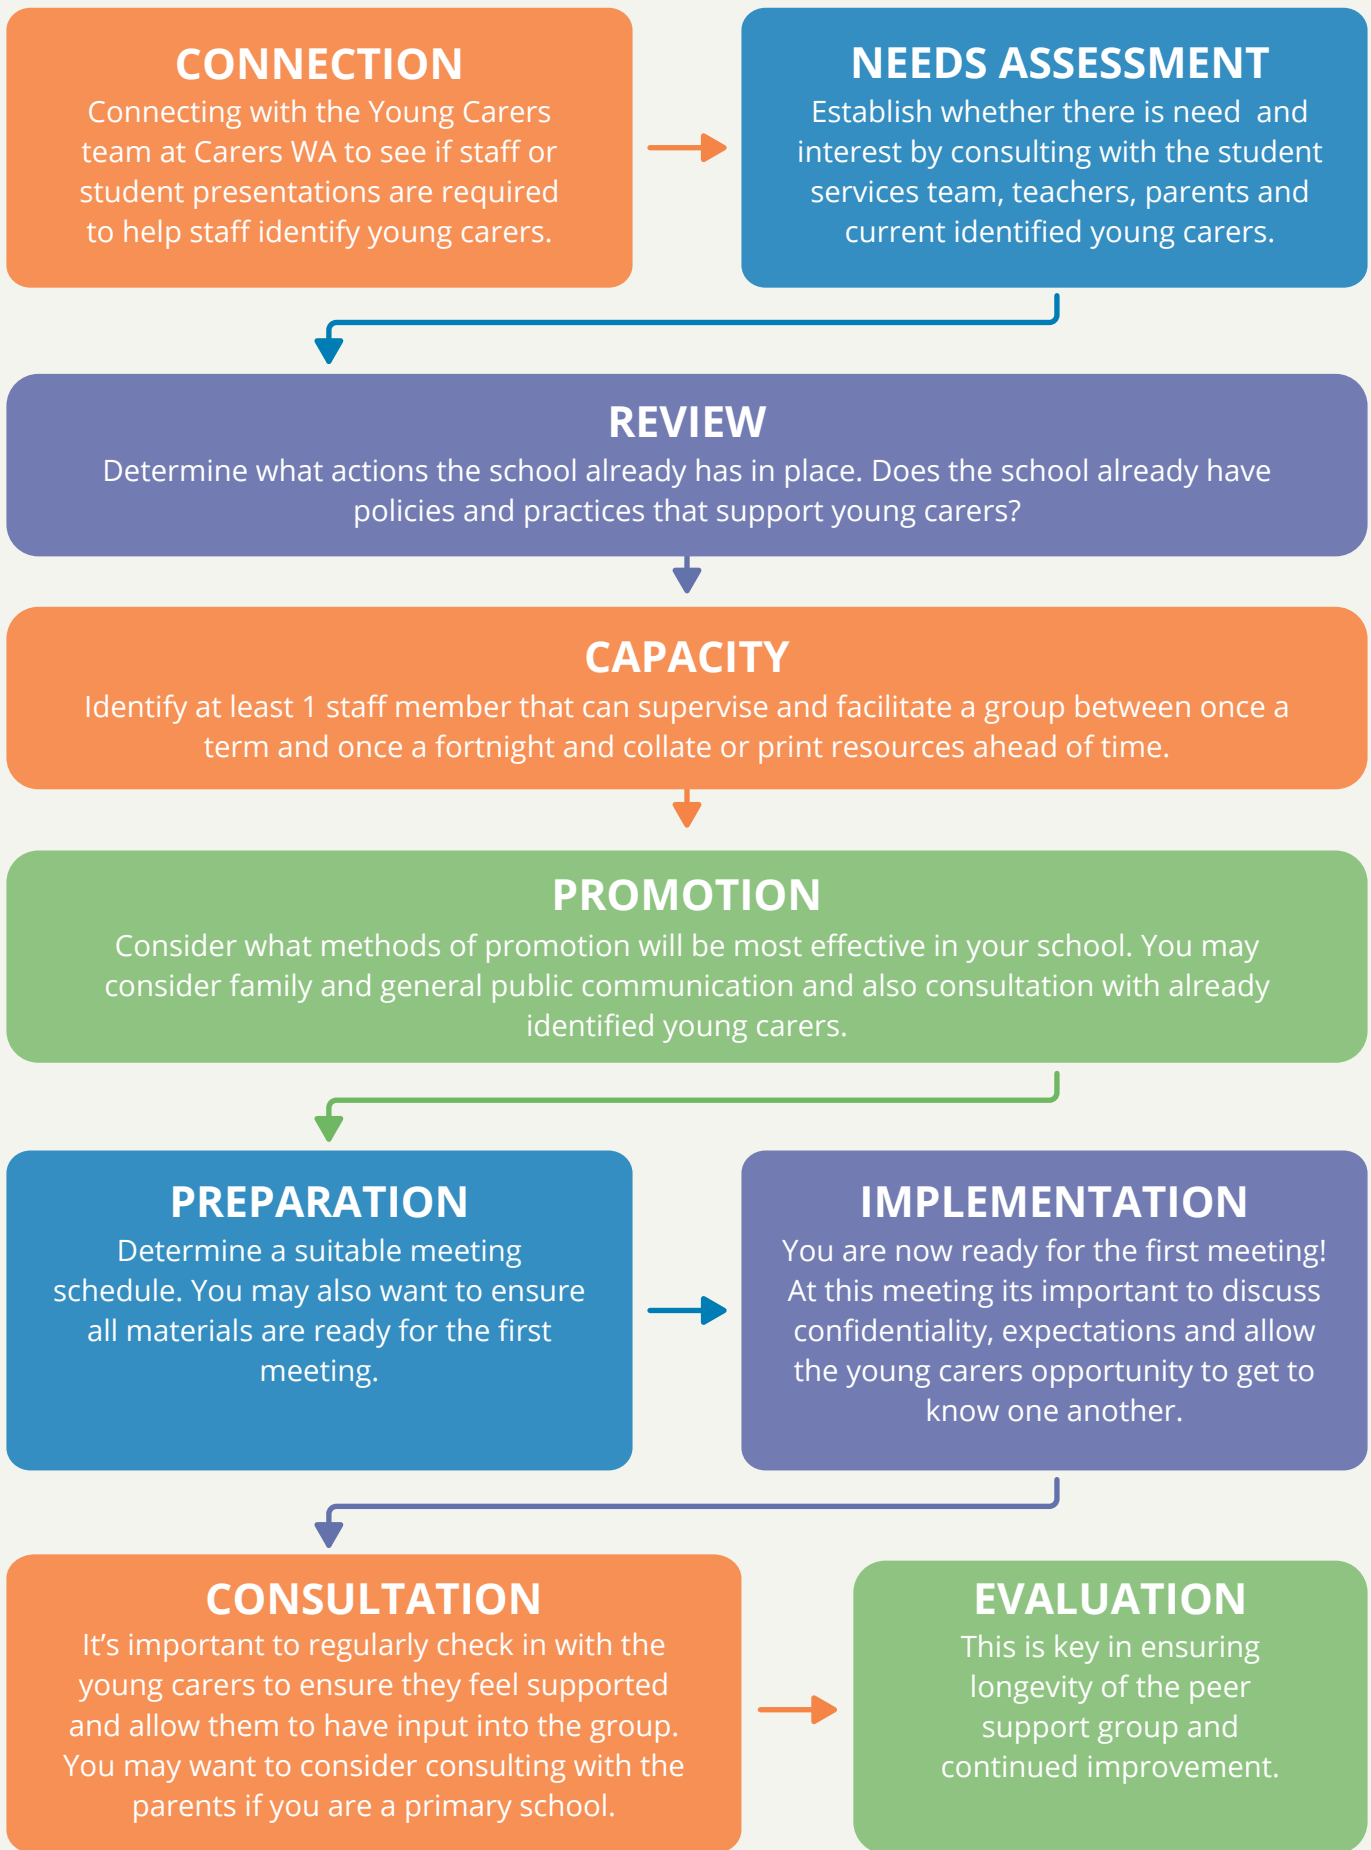 CONNECTION
Connecting with the Young Carers
team at Carers WA to see if staff or
student presentations are required
to help staff identify young carers.
NEEDS ASSESSMENT
Establish whether there is need  and
interest by consulting with the student
services team, teachers, parents and
current identified young carers.
REVIEW
Determine what actions the school already has in place. Does the school already have
policies and practices that support young carers?
CAPACITY
Identify at least 1 staff member that can supervise and facilitate a group between once a
term and once a fortnight and collate or print resources ahead of time.
PROMOTION
Consider what methods of promotion will be most effective in your school. You may
consider family and general public communication and also consultation with already
identified young carers.
PREPARATION
Determine a suitable meeting
schedule. You may also want to ensure
all materials are ready for the first
meeting.
IMPLEMENTATION
You are now ready for the first meeting!
At this meeting its important to discuss
confidentiality, expectations and allow
the young carers opportunity to get to
know one another.
CONSULTATION
It’s important to regularly check in with the
young carers to ensure they feel supported
and allow them to have input into the group.
You may want to consider consulting with the
parents if you are a primary school.
EVALUATION
This is key in ensuring
longevity of the peer
support group and
continued improvement.